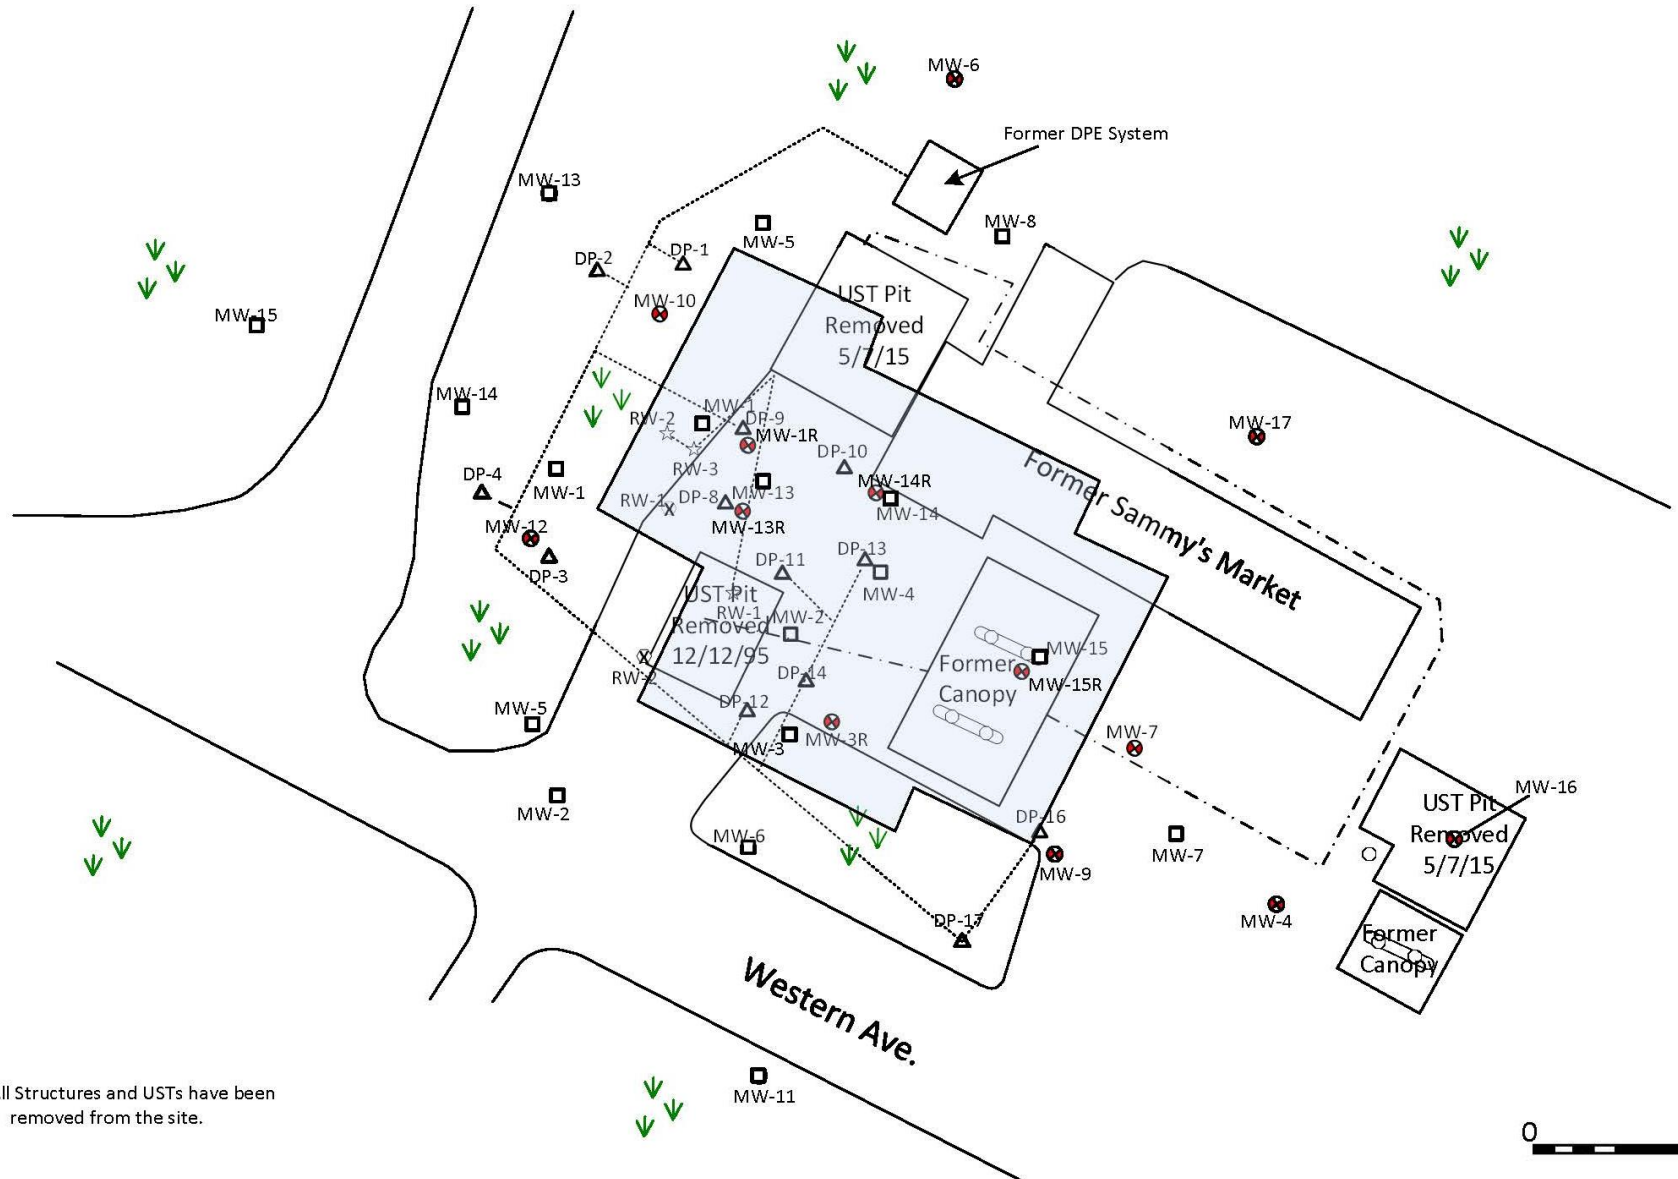 MW-6
Former DPE System
MW-13
MW-8
MW-5
DP-1
DP-2
MW-10
UST Pit
Removed
5/7/15
MW-15
MW-14
MW-1
RW-2
DP-9
MW-1R
MW-17
RW-3
DP-10
DP-4
MW-1
MW-14R
Former Sammy's Market
RW-1
DP-8
MW-13
MW-14
MW-12
MW-13R
DP-13
DP-11
DP-3
MW-4
UST Pit
RW-1
MW-2
Removed
12/12/95
MW-15
Former
Canopy
DP-14
RW-2
MW-15R
DP-12
MW-5
MW-3
MW-3R
MW-7
MW-16
UST Pit
Removed
5/7/15
MW-2
DP-16
MW-6
MW-7
MW-9
DP-17
MW-4
Former
Canopy
Western Ave.
MW-11
ll Structures and USTs have been
removed from the site.
0